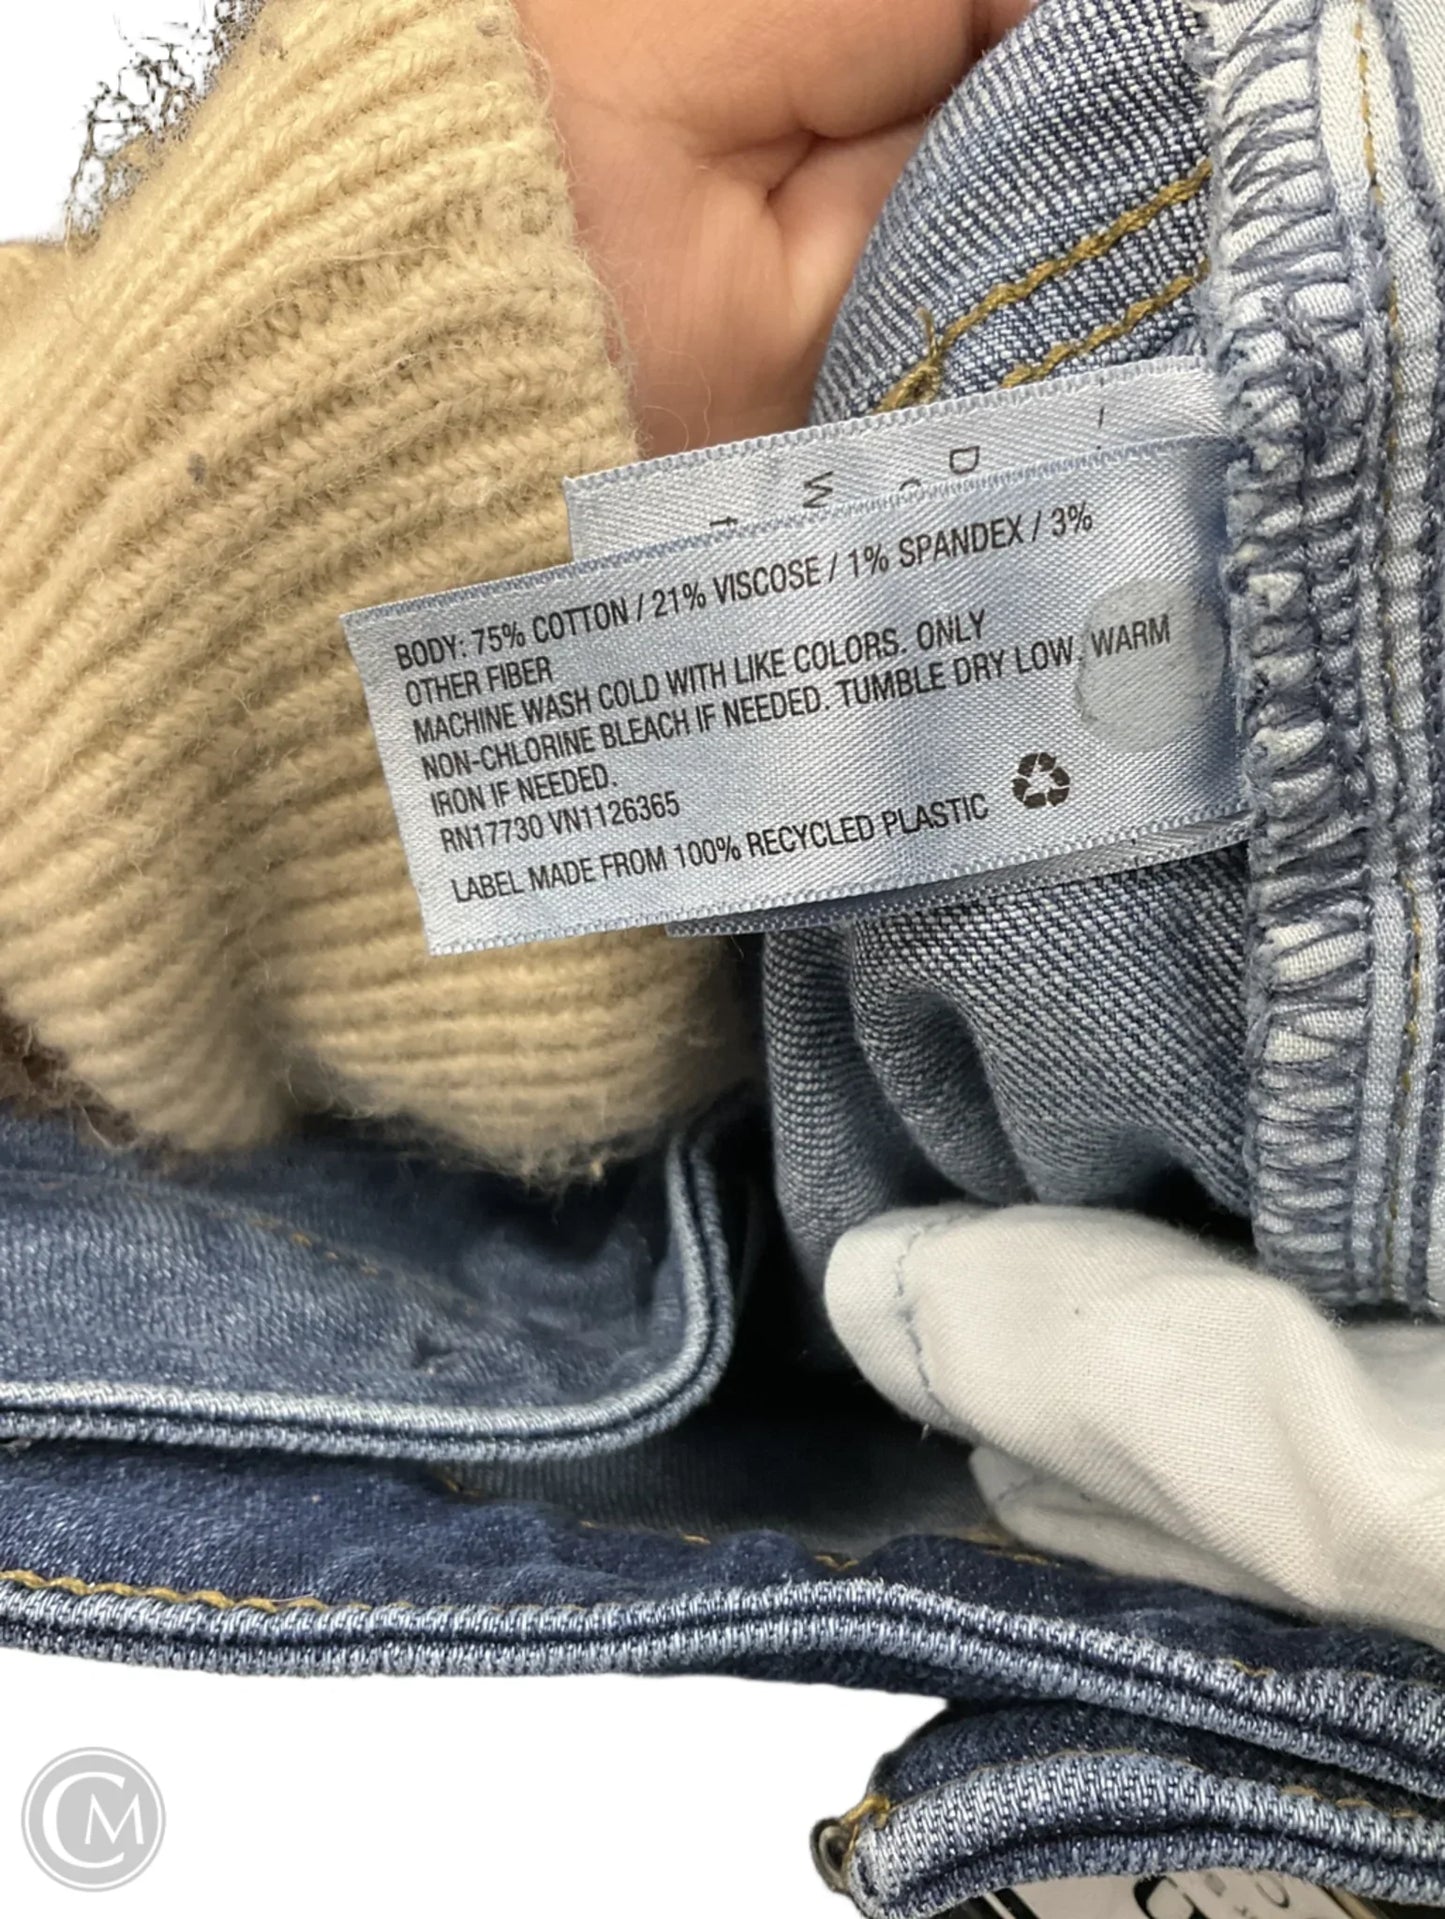 D
W
BODY: 75% COTTON / 21% VISCOSE / 1% SPANDEX / 3%
OTHER FIBER
MACHINE WASH COLD WITH LIKE COLORS. ONLY
NON-CHLORINE BLEACH IF NEEDED. TUMBLE DRY LOW. WARM
IRON IF NEEDED.
RN17730 VN1126365
LABEL MADE FROM 100% RECYCLED PLASTIC
CM